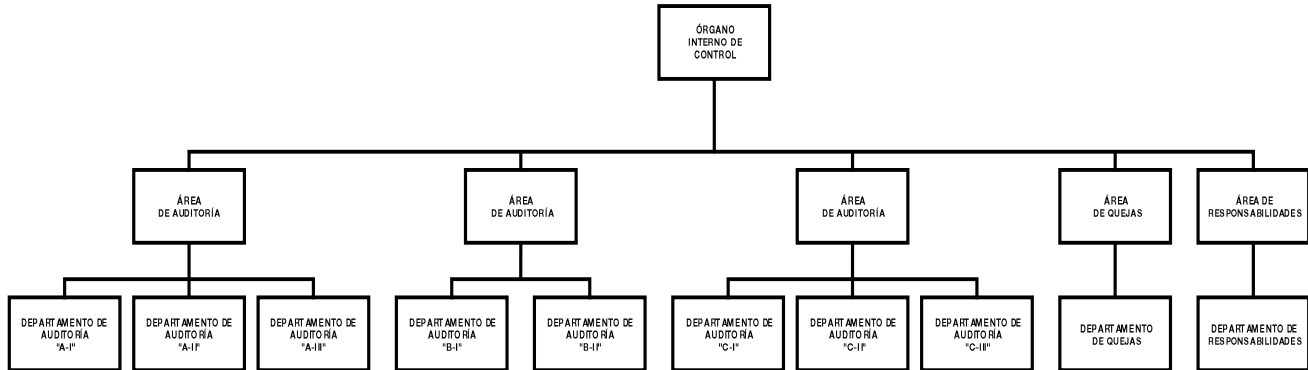 ÓRGANO
INTERNO DE
CONTROL
ÁREA
DE AUDITORÍA
ÁREA
DE AUDITORÍA
ÁREA
DE AUDITORÍA
ÁREA
DE QUEJAS
ÁREA DE
RESPONSABILIDADES
DEPARTAMENTO DE
AUDITORÍA
"A-I"
DEPARTAMENTO DE
AUDITORÍA
"A-II"
DEPARTAMENTO DE
AUDITORÍA
"A-III"
DEPARTAMENTO DE
AUDITORÍA
"B-I"
DEPARTAMENTO DE
AUDITORÍA
"B-II"
DEPARTAMENTO DE
AUDITORÍA
"C-I"
DEPARTAMENTO DE
AUDITORÍA
"C-II"
DEPARTAMENTO DE
AUDITORÍA
"C-III"
DEPARTAMENTO
DE QUEJAS
DEPARTAMENTO DE
RESPONSABILIDADES